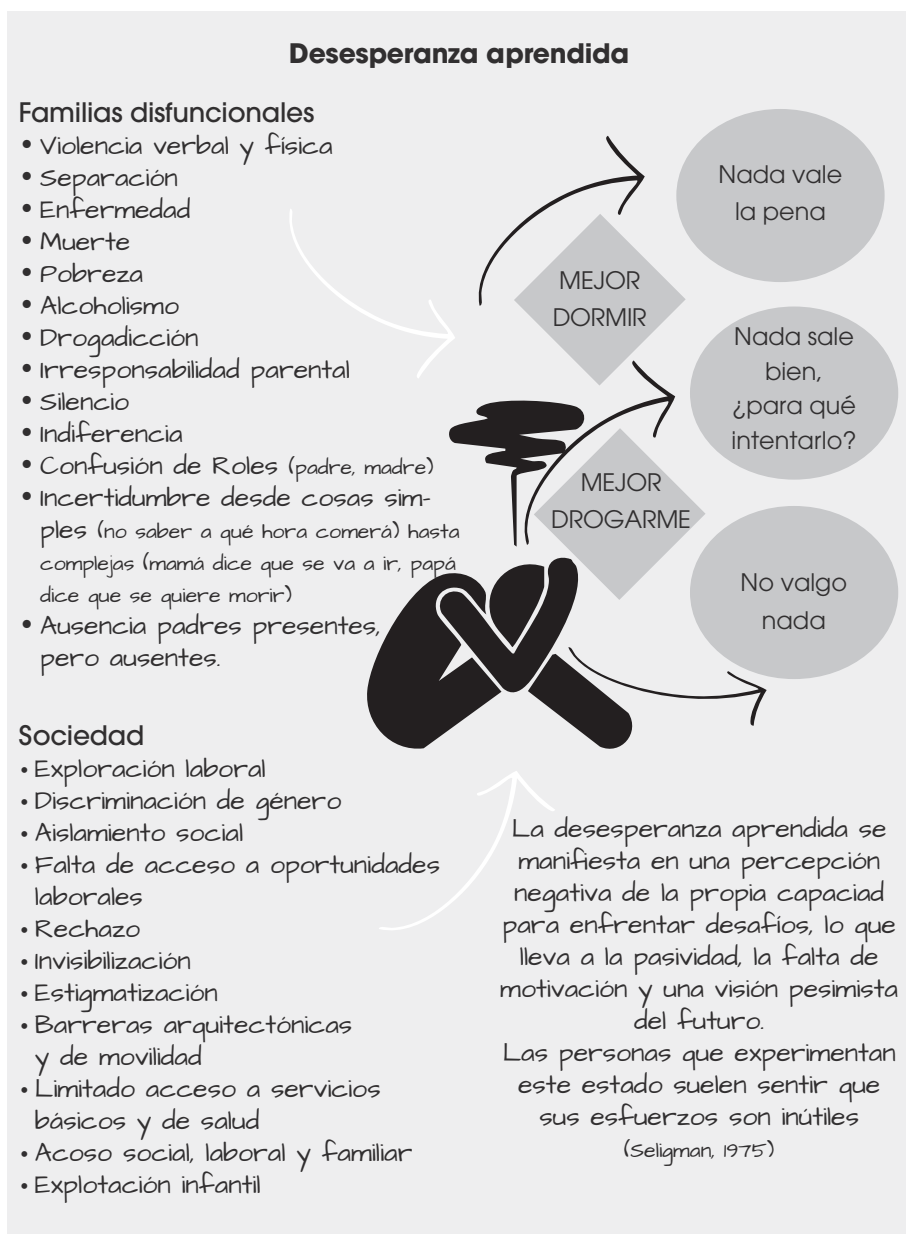 Desesperanza aprendida
Familias disfuncionales
• Violencia verbal y física
• Separación
• Enfermedad
• Muerte
• Pobreza
• Alcoholismo
• Drogadicción
• Irresponsabilidad parental
• Silencio
• Indiferencia
• Confusión de Roles (padre, madre)
• Incertidumbre desde cosas sim-
ples (no saber a qué hora comerá) hasta
complejas (mamá dice que se va a ir, papá
dice que se quiere morir)
• Ausencia padres presentes,
pero ausentes.
Sociedad
• Exploración laboral
• Discriminación de género
• Aislamiento social
• Falta de acceso a oportunidades
laborales
• Rechazo
• Invisibilización
• Estigmatización
• Barreras arquitectónicas
y de movilidad
• Limitado acceso a servicios
básicos y de salud
• Acoso social, laboral y familiar
• Explotación infantil
Nada vale
la pena
MEJOR
DORMIR
Nada sale
bien,
¿para qué
intentarlo?
MEJOR
DROGARME
No valgo
nada
La desesperanza aprendida se
manifiesta en una percepción
negativa de la propia capaciad
para enfrentar desafíos, lo que
lleva a la pasividad, la falta de
motivación y una visión pesimista
del futuro.
Las personas que experimentan
este estado suelen sentir que
sus esfuerzos son inútiles
(Seligman, 1975)